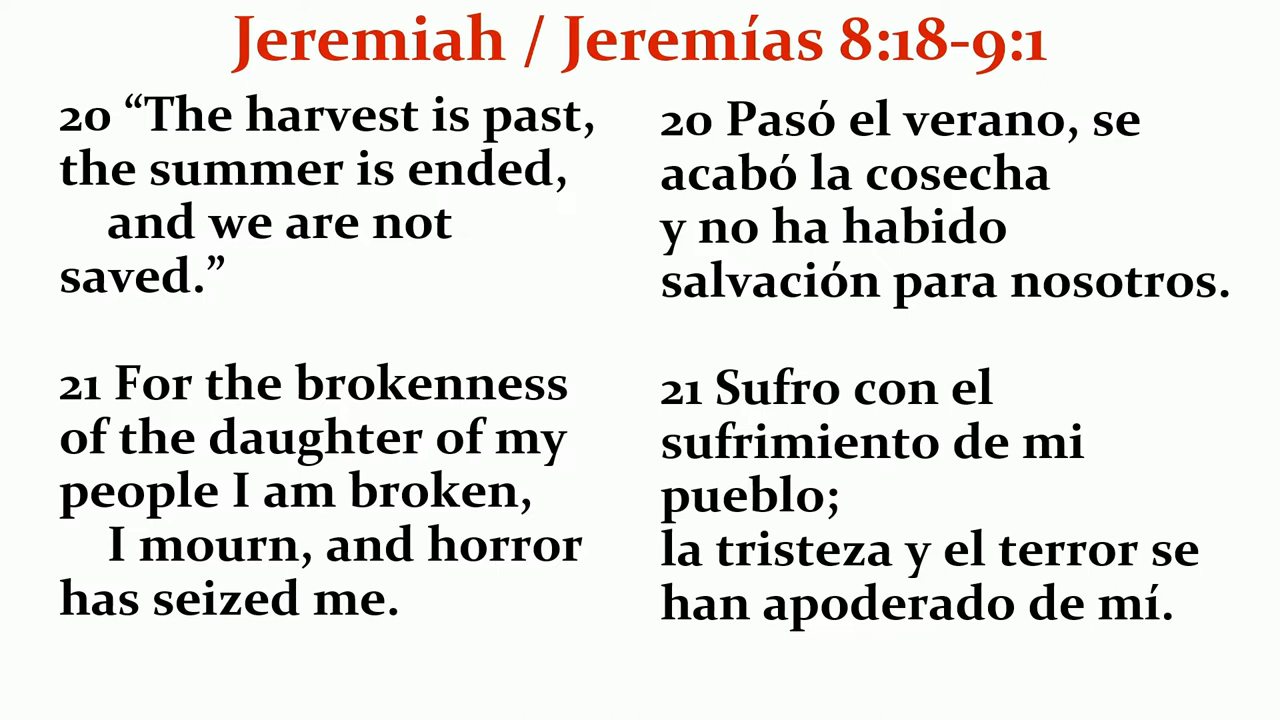 Jeremiah / Jeremías 8:18-9:1
20 “The harvest is past,
the summer is ended,
and we are not
saved.”
21 For the brokenness
of the daughter of my
people I am broken,
I mourn, and horror
has seized me.
20 Pasó el verano, se
acabó la cosecha
y no ha habido
salvación para nosotros.
21 Sufro con el
sufrimiento de mi
pueblo;
la tristeza y el terror se
han apoderado de mí.